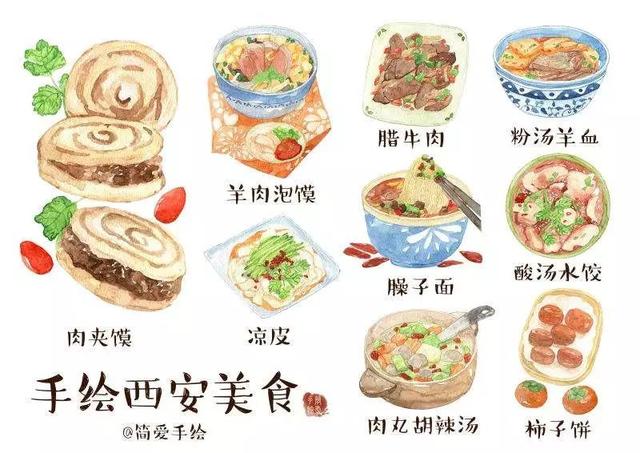 腊牛肉
粉汤羊血
羊肉泡馍
臊子面
酸汤水饺
肉夹馍
凉皮
肉丸胡辣汤
柿子饼
手绘西安美食
@简爱手绘